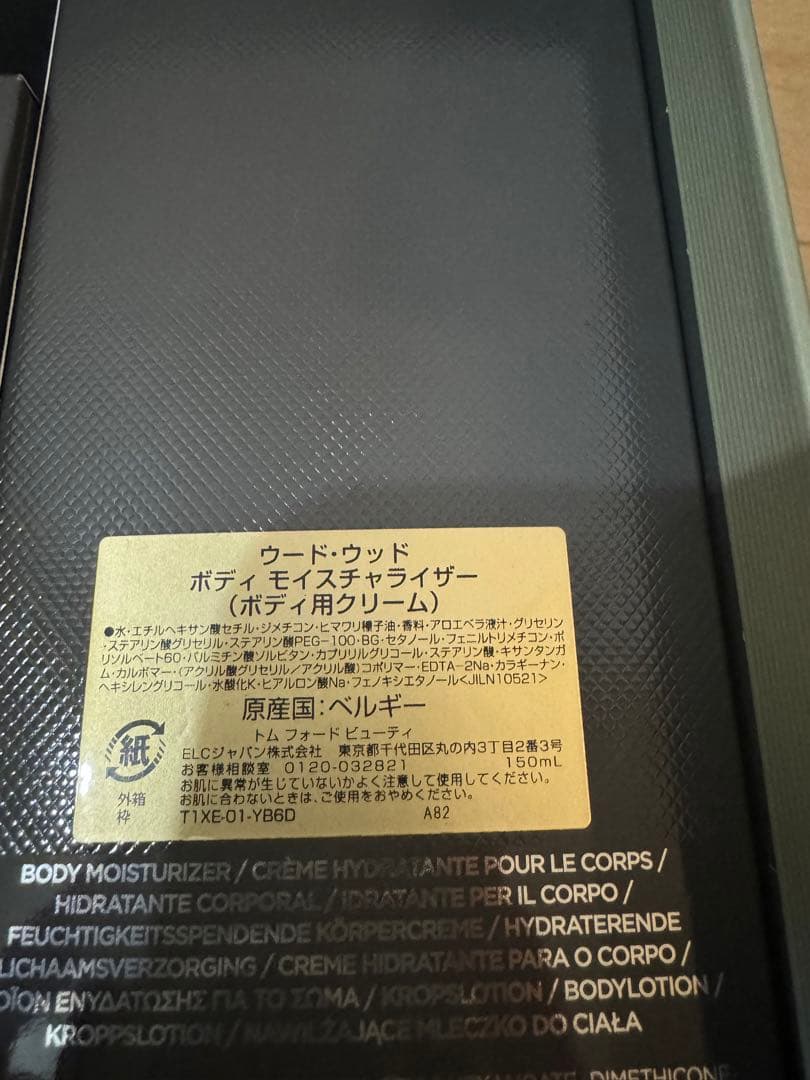 ウード・ウッド
ボディ モイスチャライザー
(ボディ用クリーム)
●水・エチルヘキサン酸セチル・ジメチコン・ヒマワリ種子油・香料・アロエベラ液汁・グリセリン
・ステアリン酸グリセリル・ステアリン酸PEG-100・BG・セタノール・フェニルトリメチコン・ポ
リソルベート60・パルミチン酸ソルビタン・カプリリルグリコール・ステアリン酸・キサンタンガ
ム・カルボマー・(アクリル酸グリセリル/アクリル酸)コポリマー・EDTA-2Na・カラギーナン・
ヘキシレングリコール・水酸化K・ヒアルロン酸Na・フェノキシエタノール<JILN10521>
原産国:ベルギー
トム フォード ビューティ
ELCジャパン株式会社 東京都千代田区丸の内3丁目2番3号
お客様相談室 0120-032821 150mL
お肌に異常が生じていないかよく注意して使用してください。
お肌に合わないときは、ご使用をおやめください。
T1XE-01-YB6D A82
紙
外箱
枠
BODY MOISTURIZER / CRÈME HYDRATANTE POUR LE CORPS /
HIDRATANTE CORPORAL / IDRATANTE PER IL CORPO /
FEUCHTIGKEITSSPENDENDE KÖRPERCREME / HYDRATERENDE
LICHAAMSVERZORGING / CREME HIDRATANTE PARA O CORPO /
ΕΝΥΔΑΤΩΣΗΣ ΓΙΑ ΤΟ ΣΩΜΑ / KROPSLOTION / BODYLOTION /
KROPPSLOTION / NAWILŻAJĄCE MLECZKO DO CIAŁA
DIMETHICONE